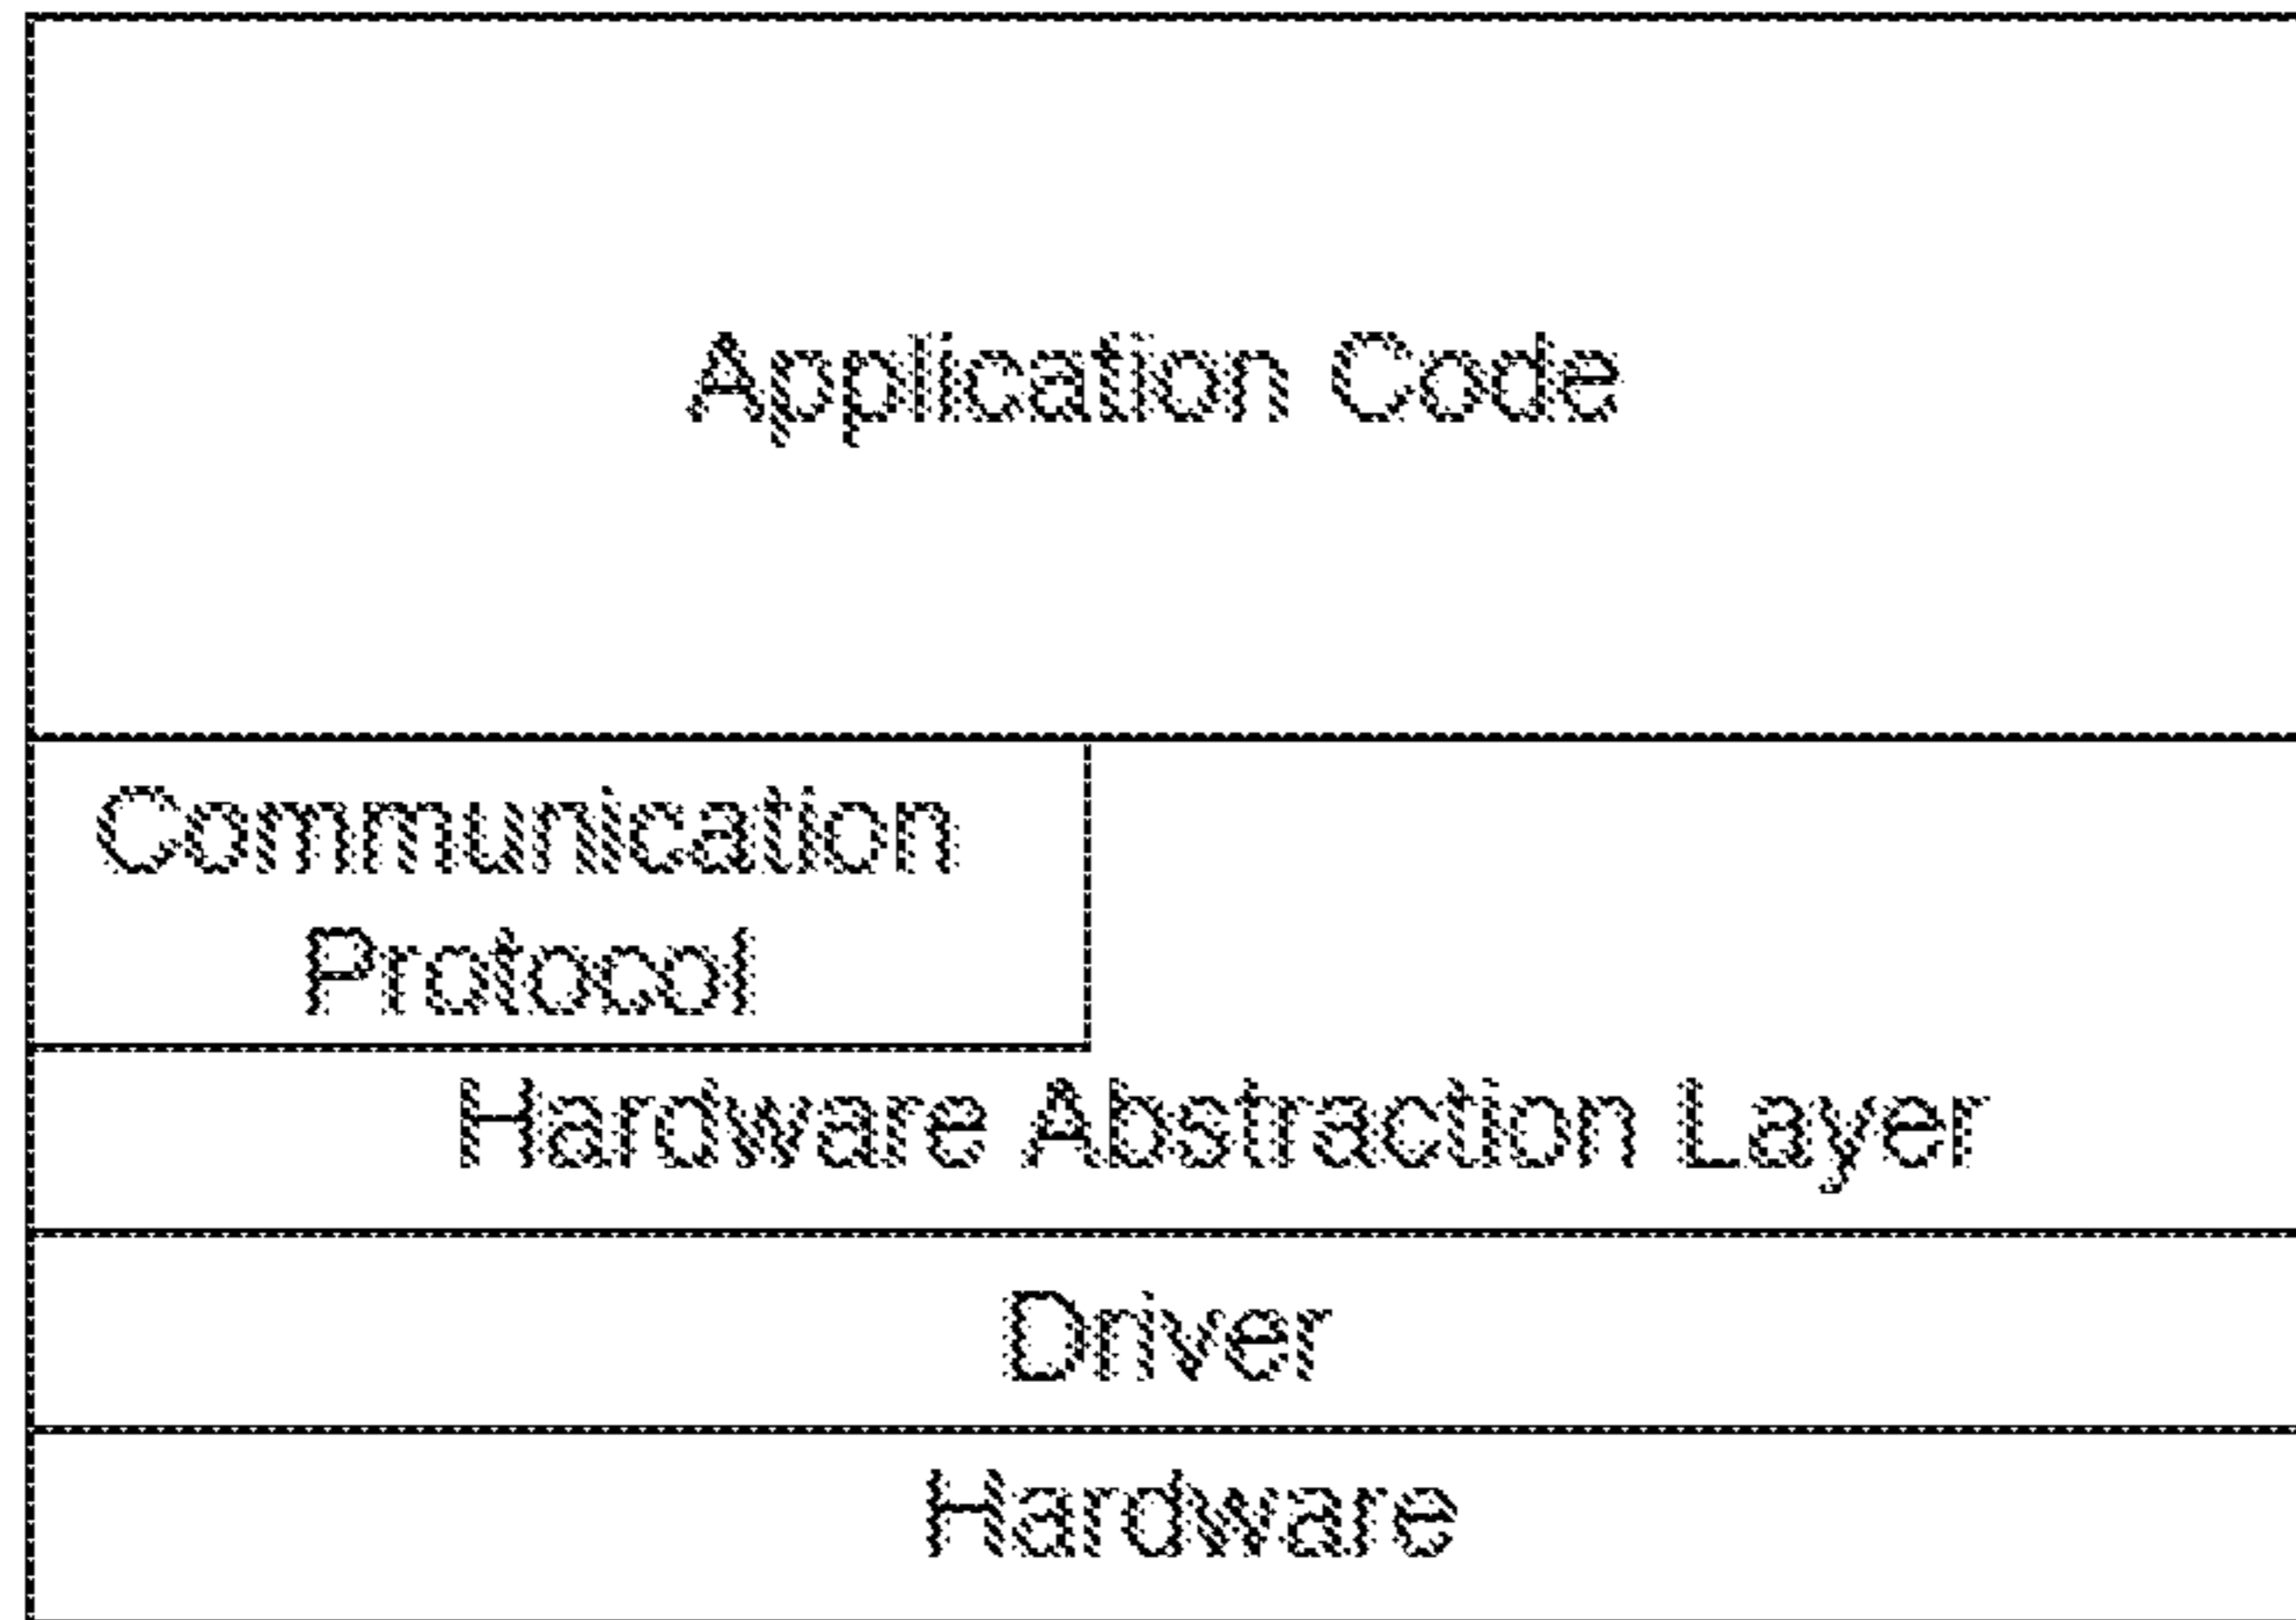 Application Code
Communication
Protocol
Hardware Abstraction Layer
Driver
Hardware